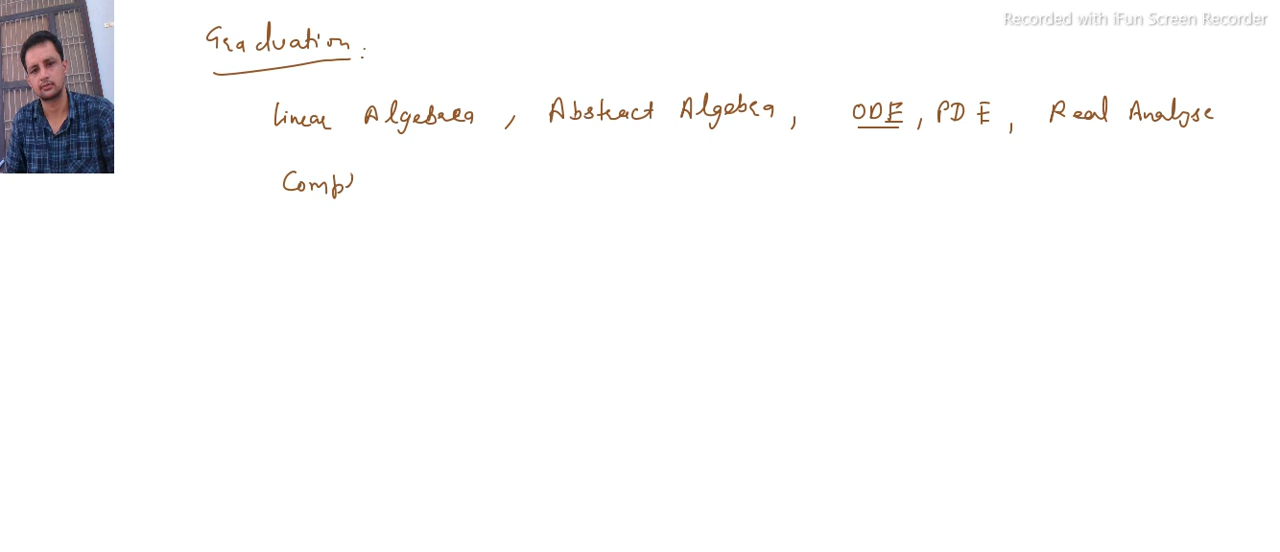 Recorded with iFun Screen Recorder
Graduation:
Linear Algebra, Abstract Algebra, ODE, PDE, Real Analyse
Comp